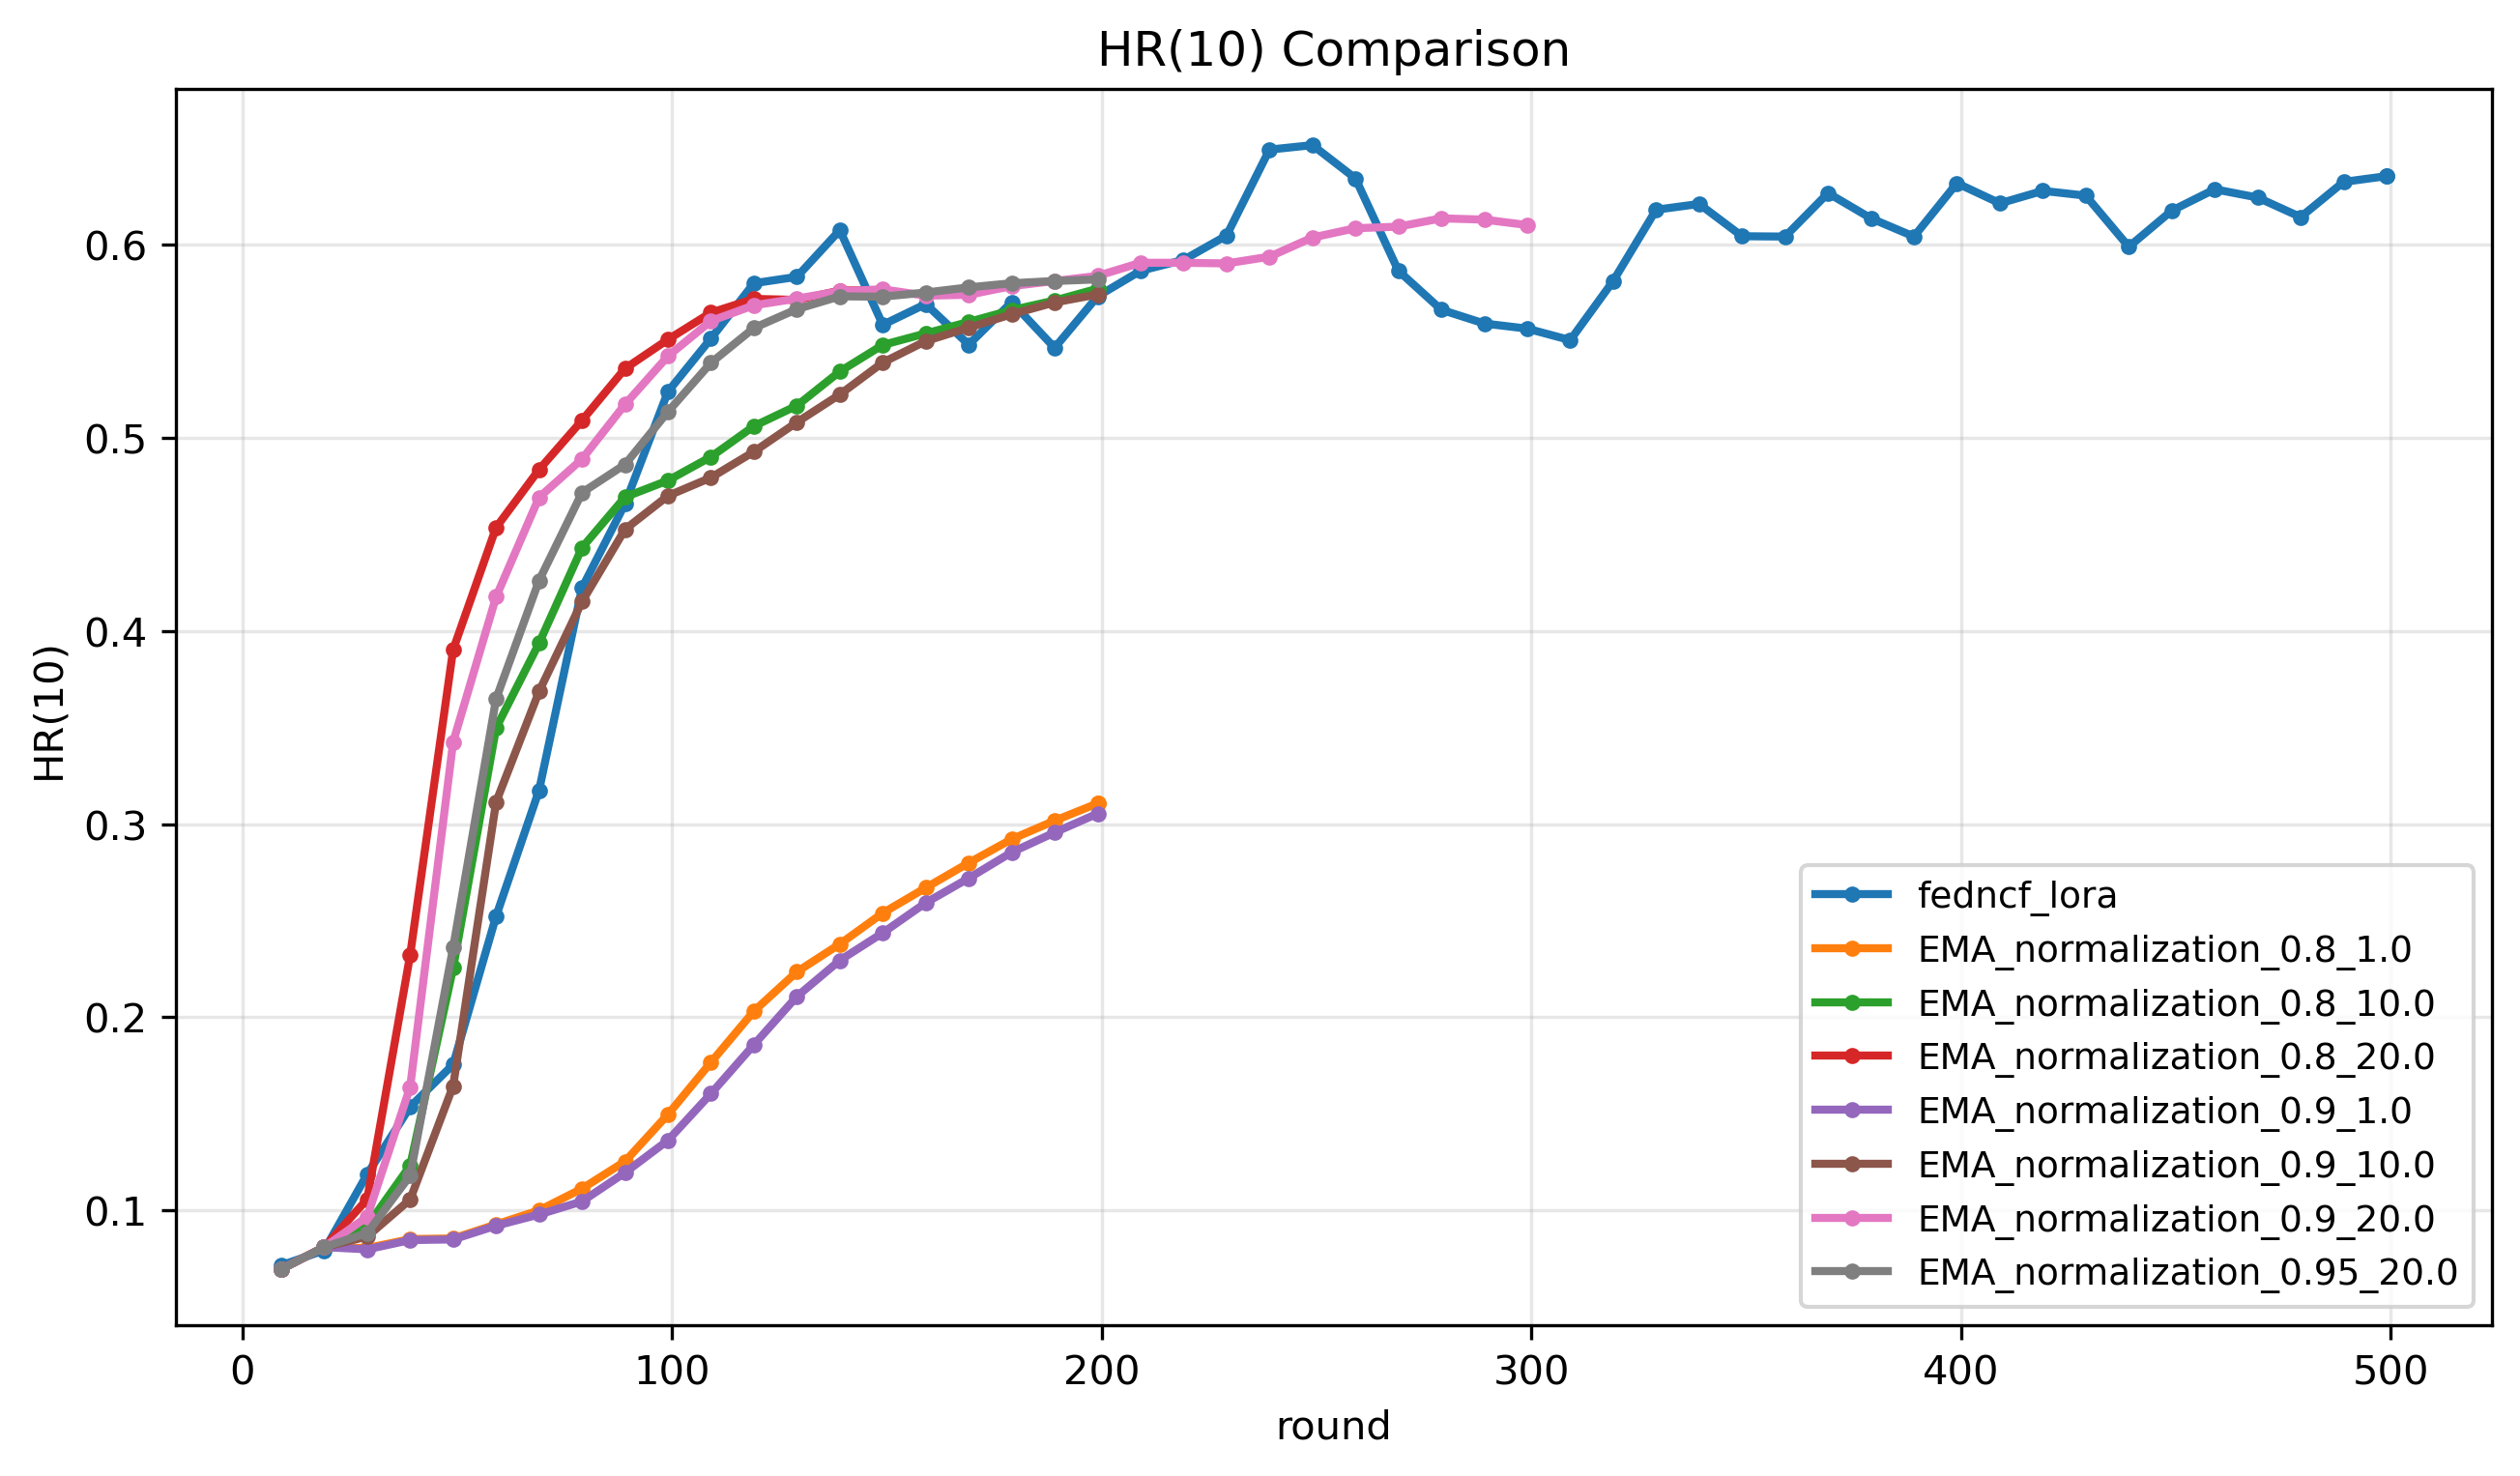 HR(10) Comparison
HR(10)
0.6
0.5
0.4
0.3
0.2
0.1
0
100
200
300
400
500
round
fedncf_lora
EMA_normalization_0.8_1.0
EMA_normalization_0.8_10.0
EMA_normalization_0.8_20.0
EMA_normalization_0.9_1.0
EMA_normalization_0.9_10.0
EMA_normalization_0.9_20.0
EMA_normalization_0.95_20.0